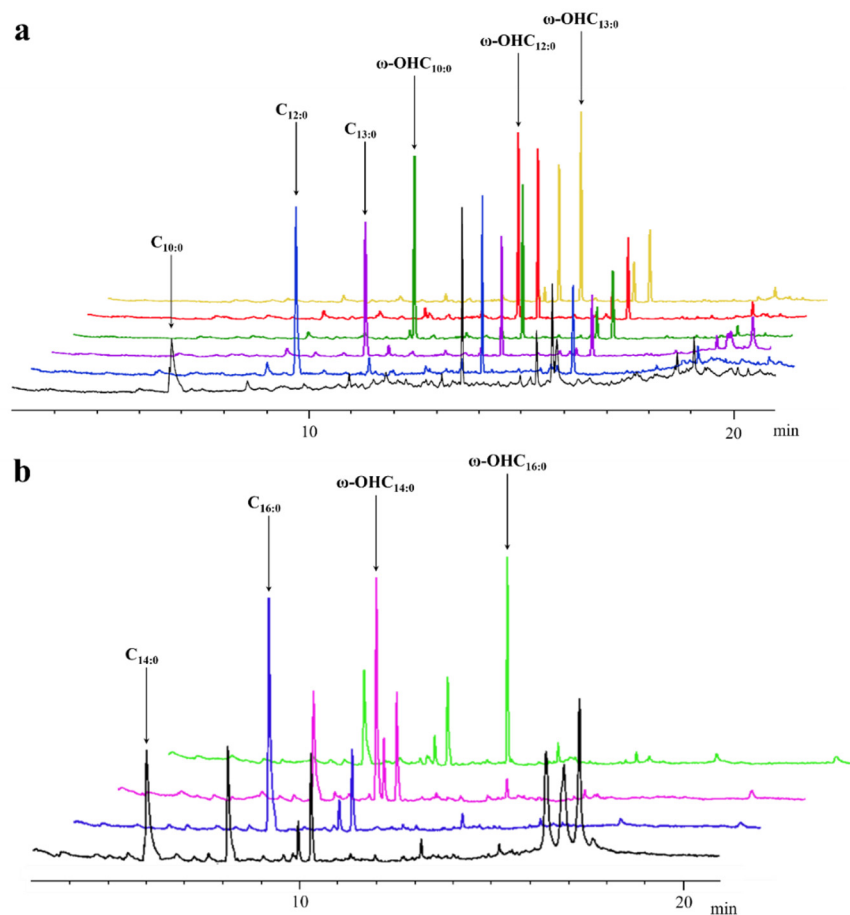 a
ω-OHC₁₃:₀
ω-OHC₁₂:₀
ω-OHC₁₀:₀
C₁₂:₀
C₁₃:₀
C₁₀:₀
10
20
min
b
ω-OHC₁₆:₀
ω-OHC₁₄:₀
C₁₆:₀
C₁₄:₀
10
20
min